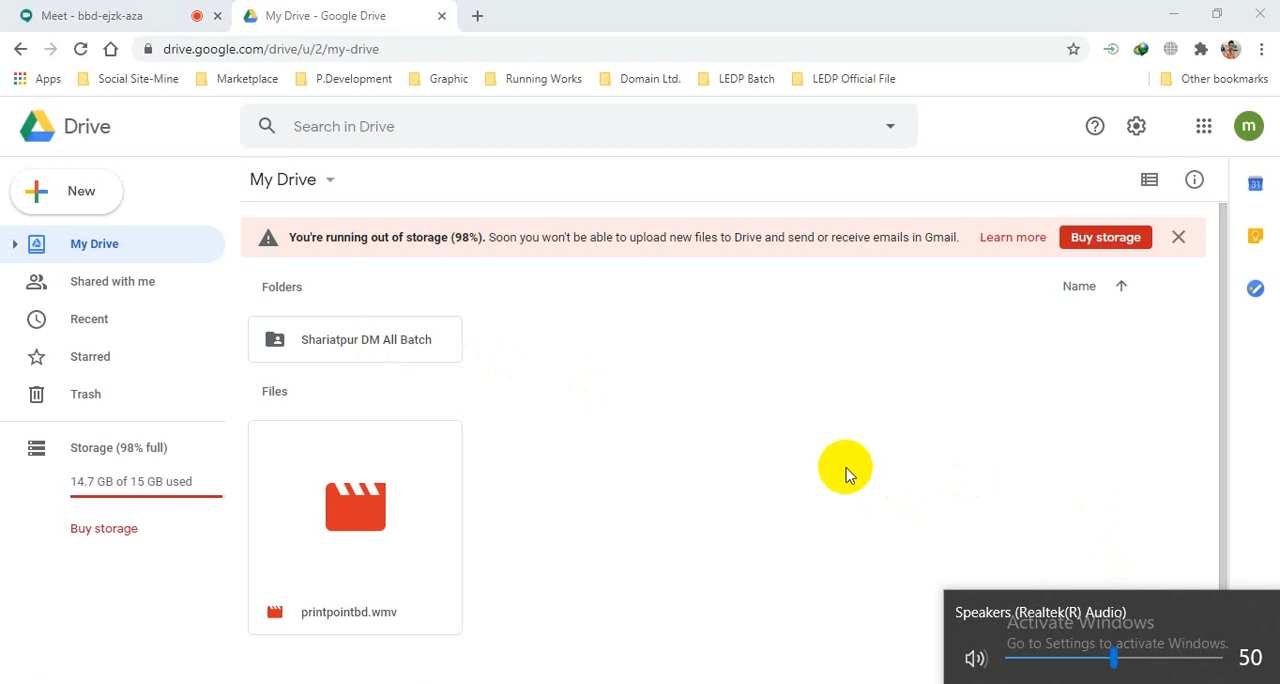 Meet - bbd-ejzk-aza
My Drive - Google Drive
drive.google.com/drive/u/2/my-drive
Apps Social Site-Mine Marketplace P.Development Graphic Running Works Domain Ltd. LEDP Batch LEDP Official File Other bookmarks
Drive
Search in Drive
m
New
My Drive
31
My Drive
You're running out of storage (98%). Soon you won't be able to upload new files to Drive and send or receive emails in Gmail. Learn more Buy storage
Shared with me
Folders
Name
Recent
Shariatpur DM All Batch
Starred
Files
Trash
Storage (98% full)
14.7 GB of 15 GB used
Buy storage
printpointbd.wmv
Speakers (Realtek(R) Audio)
Activate Windows
Go to Settings to activate Windows.
50